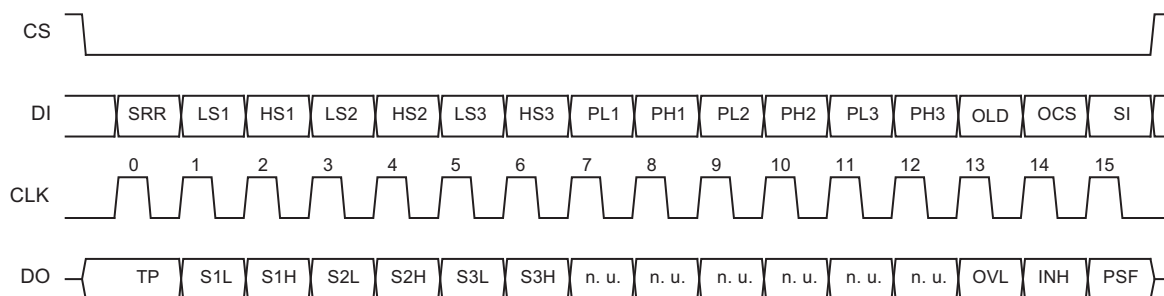 CS
DI SRR LS1 HS1 LS2 HS2 LS3 HS3 PL1 PH1 PL2 PH2 PL3 PH3 OLD OCS SI
0 1 2 3 4 5 6 7 8 9 10 11 12 13 14 15
CLK
DO TP S1L S1H S2L S2H S3L S3H n. u. n. u. n. u. n. u. n. u. n. u. OVL INH PSF